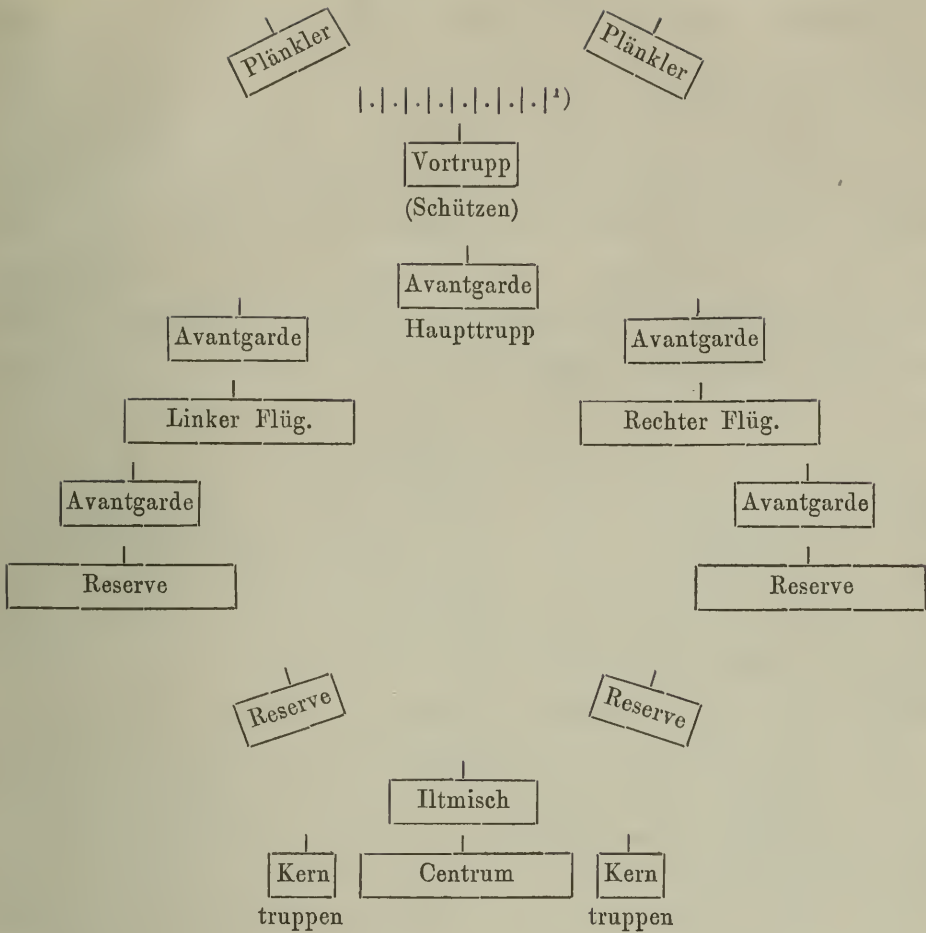 Plänkler
Plänkler
|.|.|.|.|.|.|.|.|¹)
Vortrupp
(Schützen)
Avantgarde
Haupttrupp
Avantgarde
Avantgarde
Linker Flüg.
Rechter Flüg.
Avantgarde
Avantgarde
Reserve
Reserve
Reserve
Reserve
Iltmisch
Kern
truppen
Centrum
Kern
truppen